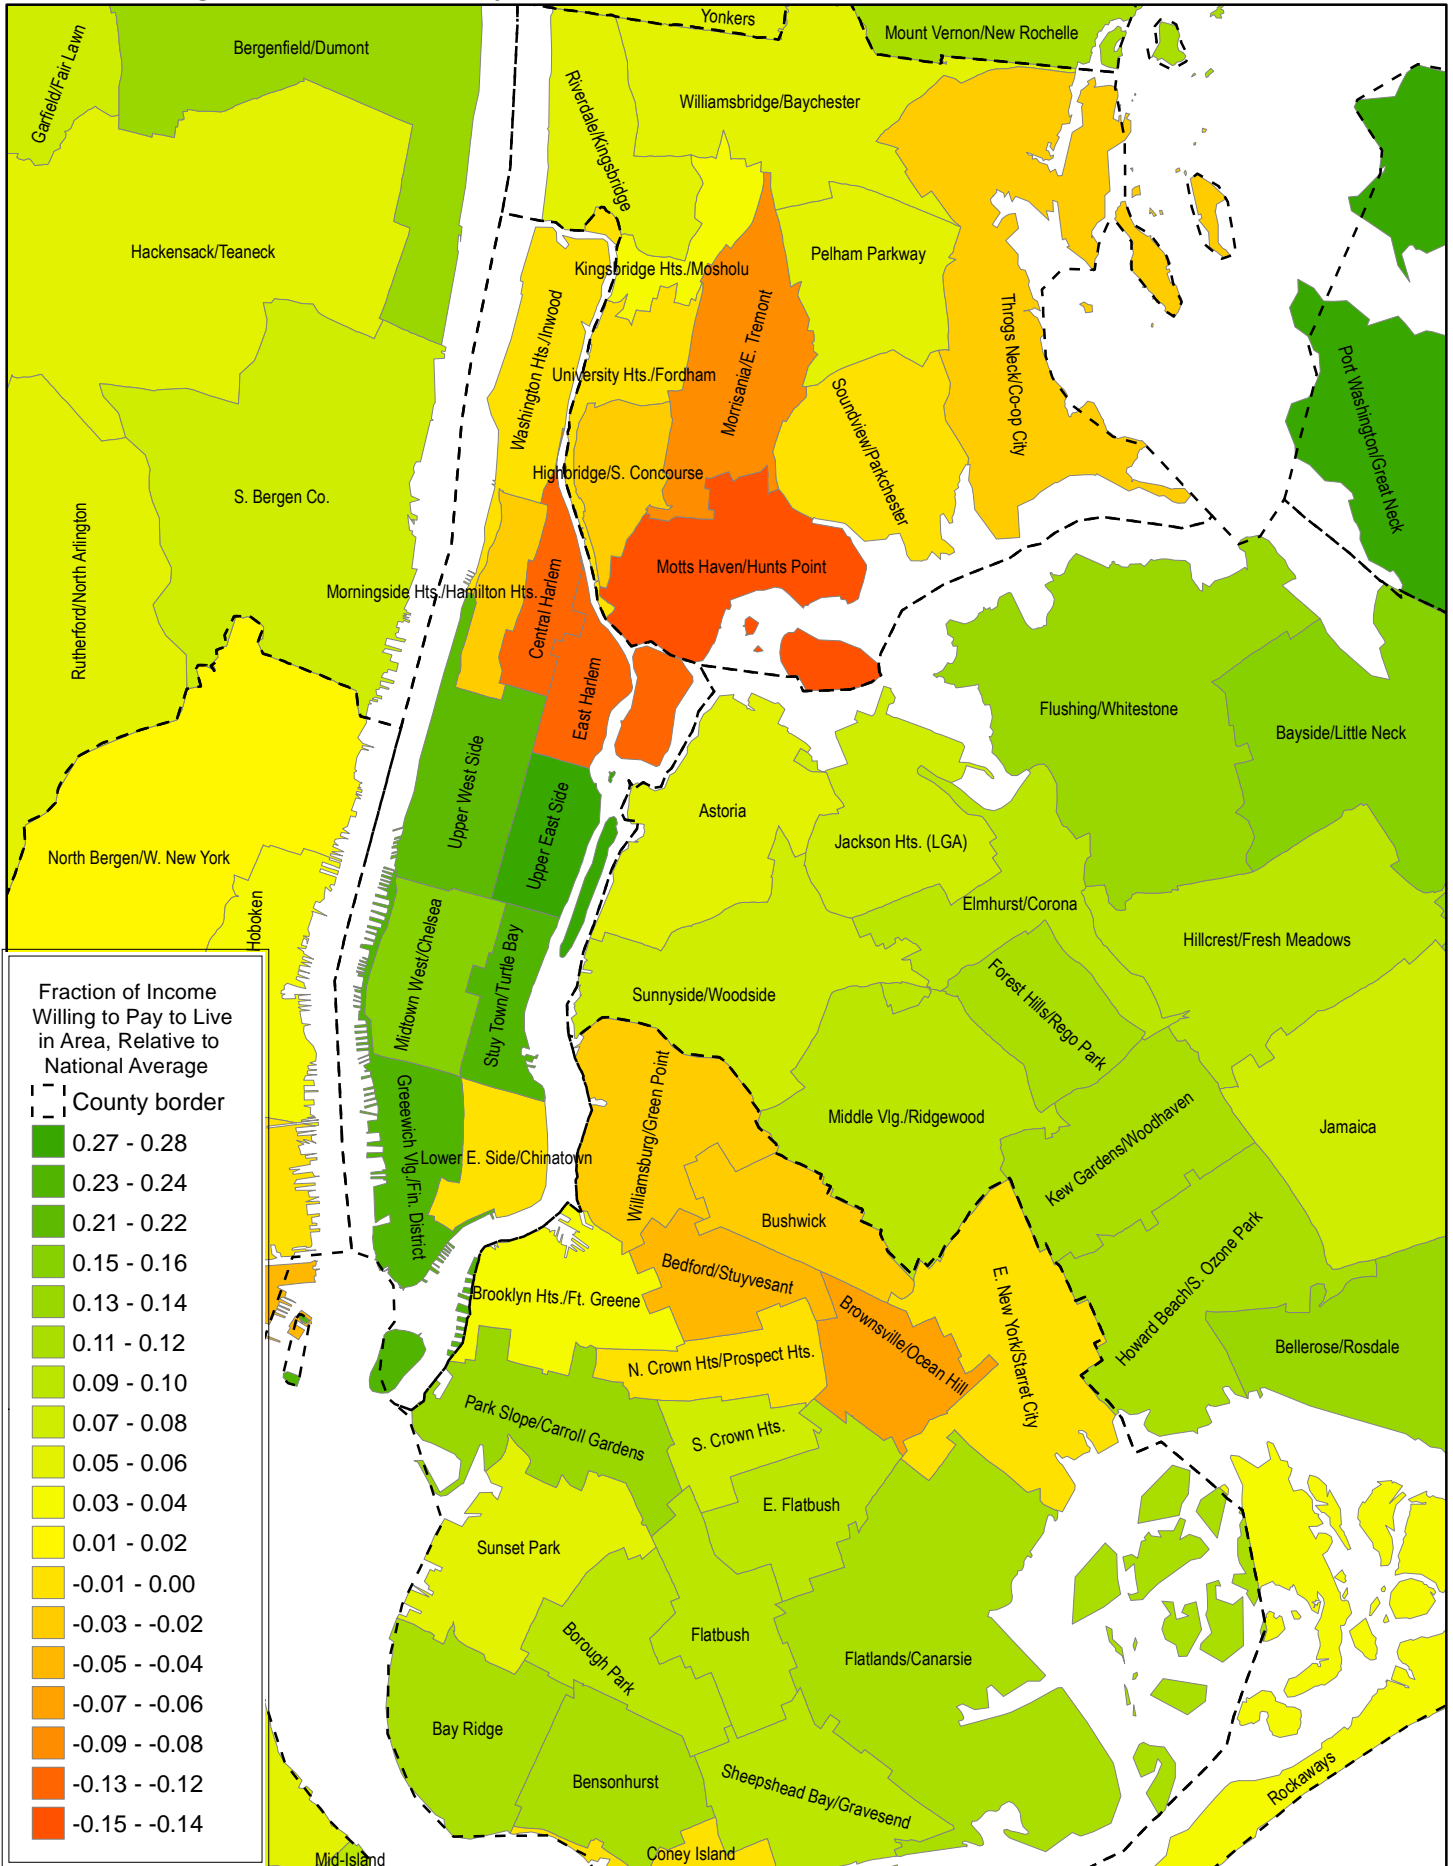 Yonkers
Mount Vernon/New Rochelle
Bergenfield/Dumont
Garfield/Fair Lawn
Riverdale/Kingsbridge
Williamsbridge/Baychester
Hackensack/Teaneck
Kingsbridge Hts./Mosholu
Pelham Parkway
Washington Hts./Inwood
University Hts./Fordham
Morrisania/E. Tremont
Throgs Neck/Co-op City
Port Washington/Great Neck
Soundview/Parkchester
Highbridge/S. Concourse
S. Bergen Co.
Rutherford/North Arlington
Motts Haven/Hunts Point
Morningside Hts./Hamilton Hts.
Central Harlem
East Harlem
Flushing/Whitestone
Bayside/Little Neck
Upper West Side
Upper East Side
Astoria
Jackson Hts. (LGA)
North Bergen/W. New York
Hoboken
Elmhurst/Corona
Hillcrest/Fresh Meadows
Midtown West/Chelsea
Stuy Town/Turtle Bay
Sunnyside/Woodside
Forest Hills/Rego Park
Middle Vlg./Ridgewood
Kew Gardens/Woodhaven
Jamaica
Greeewich Vlg./Fin. District
Lower E. Side/Chinatown
Williamsburg/Green Point
Bushwick
Bedford/Stuyvesant
Brooklyn Hts./Ft. Greene
Brownsville/Ocean Hill
E. New York/Starret City
Howard Beach/S. Ozone Park
Bellerose/Rosdale
N. Crown Hts/Prospect Hts.
Park Slope/Carroll Gardens
S. Crown Hts.
E. Flatbush
Sunset Park
Borough Park
Flatbush
Flatlands/Canarsie
Bay Ridge
Bensonhurst
Sheepshead Bay/Gravesend
Rockaways
Coney Island
Mid-Island
Fraction of Income
Willing to Pay to Live
in Area, Relative to
National Average
County border
0.27 - 0.28
0.23 - 0.24
0.21 - 0.22
0.15 - 0.16
0.13 - 0.14
0.11 - 0.12
0.09 - 0.10
0.07 - 0.08
0.05 - 0.06
0.03 - 0.04
0.01 - 0.02
-0.01 - 0.00
-0.03 - -0.02
-0.05 - -0.04
-0.07 - -0.06
-0.09 - -0.08
-0.13 - -0.12
-0.15 - -0.14